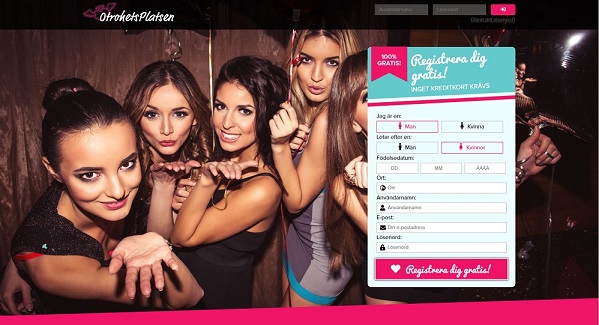 OtrohetsPlatsen
Användarnamn
Lösenord
Glömt ditt lösenord?
100%
GRATIS!
Registrera dig
gratis!
INGET KREDITKORT KRÄVS
Jag är en:
Man
Kvinna
Letar efter en:
Män
Kvinnor
Födelsedatum:
DD
MM
ÅÅÅÅ
Ort:
Ort
Användarnamn:
Användarnamn
E-post:
Din e-postadress
Lösenord:
Lösenord
Registrera dig gratis!